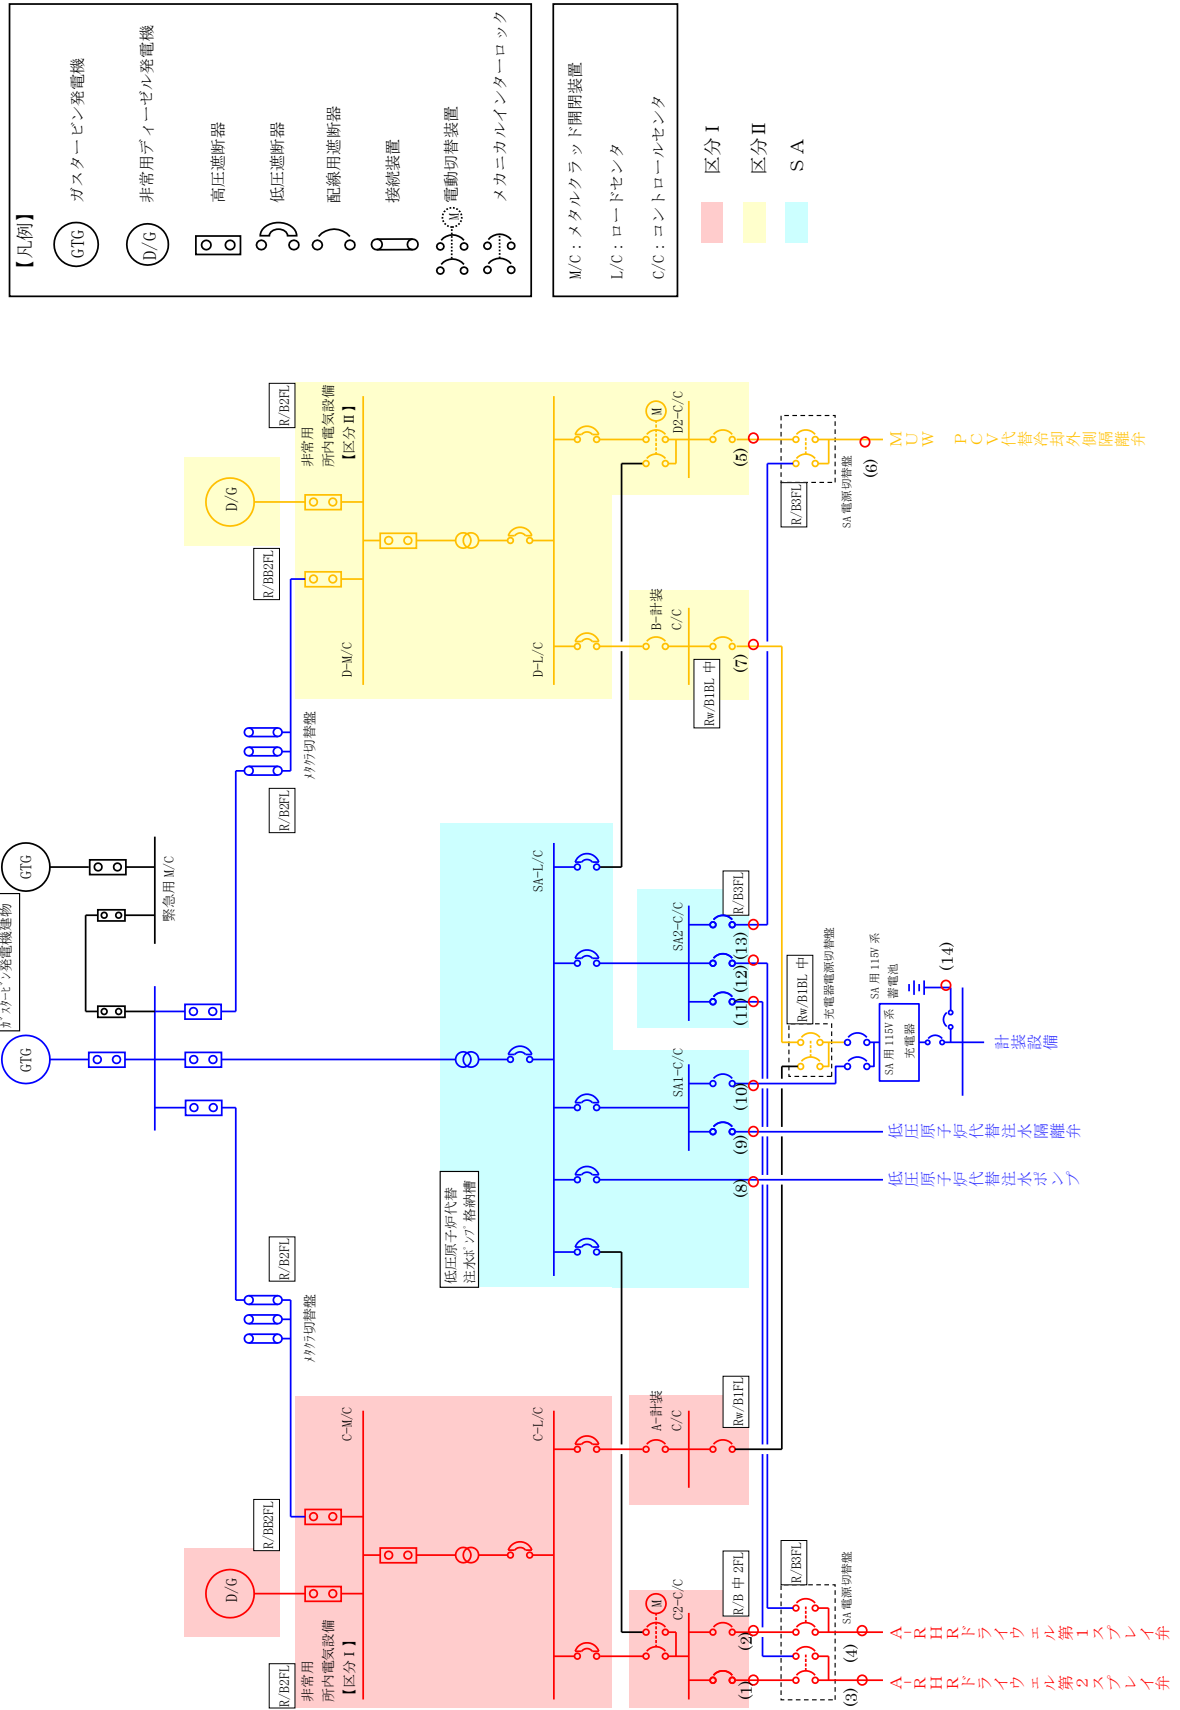 【凡例】
GTG
ガスタービン発電機
D/G
非常用ディーゼル発電機
高圧遮断器
低圧遮断器
配線用遮断器
接続装置
M
電動切替装置
メカニカルインターロック
M/C：メタルクラッド開閉装置
L/C：ロードセンタ
C/C：コントロールセンタ
区分Ⅰ
区分Ⅱ
ＳＡ
ガスタービン発電機建物
GTG
GTG
緊急用M/C
R/B2FL
メタクラ切替盤
R/B2FL
メタクラ切替盤
R/BB2FL
R/BB2FL
D/G
R/B2FL
非常用
所内電気設備
【区分Ⅰ】
C-M/C
C-L/C
D/G
R/B2FL
非常用
所内電気設備
【区分Ⅱ】
D-M/C
D-L/C
低圧原子炉代替
注水ポンプ格納槽
SA-L/C
M
C2-C/C
R/B 中 2FL
A-計装
C/C
Rw/B1FL
SA1-C/C
SA2-C/C
R/B3FL
B-計装
C/C
Rw/B1BL 中
M
D2-C/C
(1)
(2)
(3)
(4)
(5)
(6)
(7)
(8)
(9)
(10)
(11)
(12)
(13)
(14)
R/B3FL
SA電源切替盤
R/B3FL
SA電源切替盤
Rw/B1BL 中
充電器電源切替盤
SA用115V系
充電器
SA用115V系
蓄電池
A-RHRドライウェル第2スプレイ弁
A-RHRドライウェル第1スプレイ弁
低圧原子炉代替注水ポンプ
低圧原子炉代替注水隔離弁
計装設備
MUW PCV代替冷却外側隔離弁